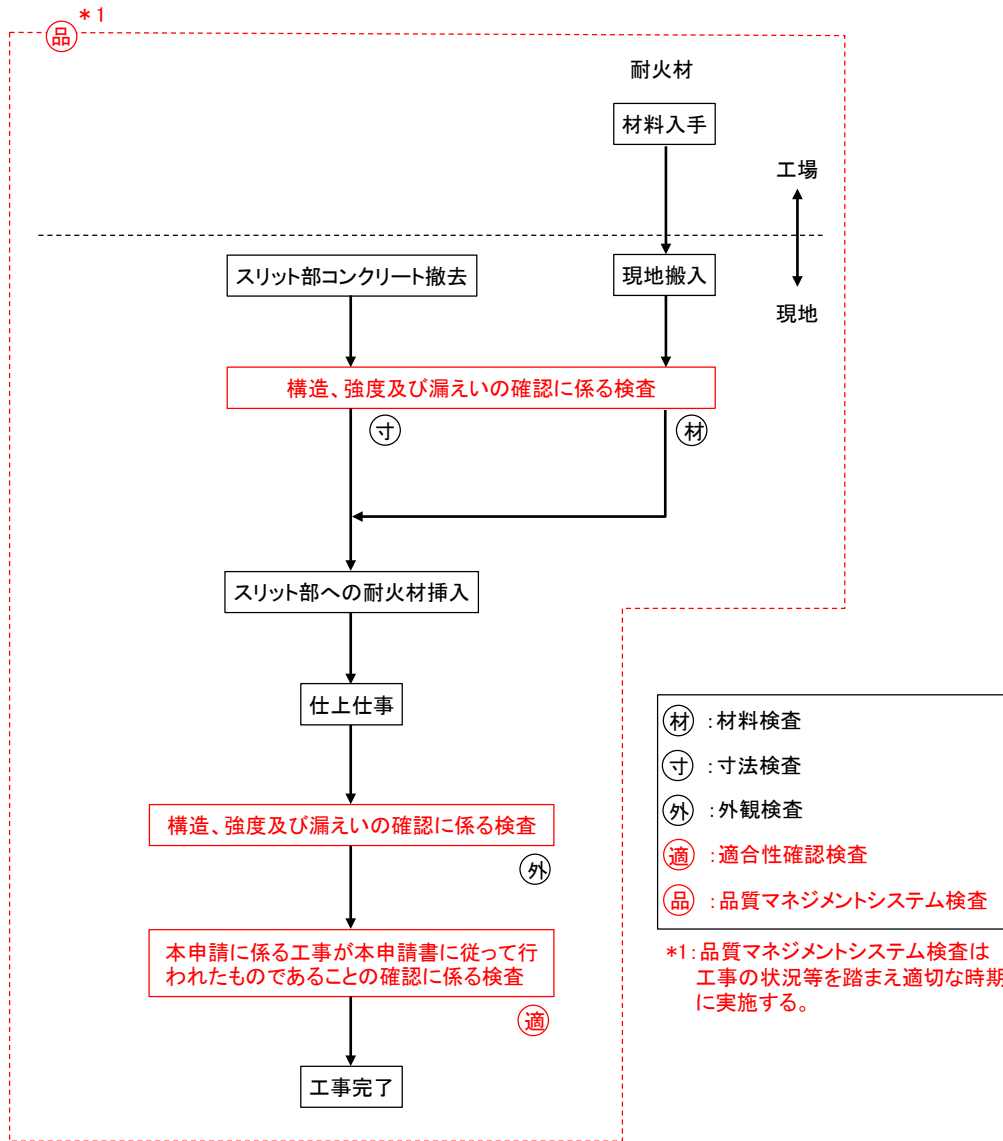 *1
品
耐火材
材料入手
工場
スリット部コンクリート撤去
現地搬入
現地
構造、強度及び漏えいの確認に係る検査
寸
材
スリット部への耐火材挿入
仕上仕事
構造、強度及び漏えいの確認に係る検査
外
本申請に係る工事が本申請書に従って行
われたものであることの確認に係る検査
適
工事完了
材:材料検査
寸:寸法検査
外:外観検査
適:適合性確認検査
品:品質マネジメントシステム検査
*1:品質マネジメントシステム検査は
工事の状況等を踏まえ適切な時期
に実施する。